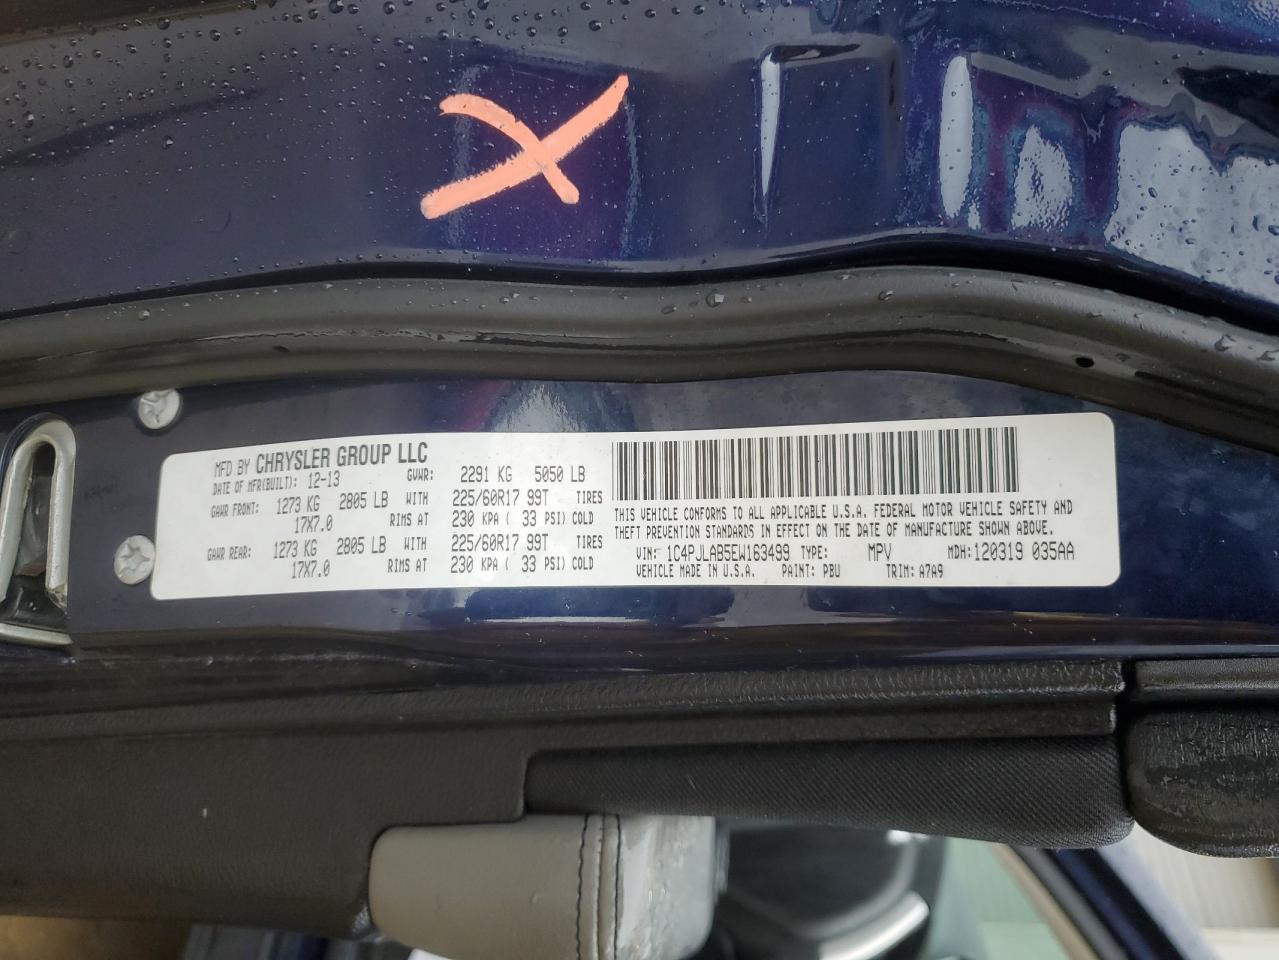 MFD BY CHRYSLER GROUP LLC
DATE OF MFR(BUILT): 12-13 GVWR: 2291 KG 5050 LB
GAWR FRONT: 1273 KG 2805 LB WITH 225/60R17 99T TIRES
17X7.0 RIMS AT 230 KPA ( 33 PSI) COLD
GAWR REAR: 1273 KG 2805 LB WITH 225/60R17 99T TIRES
17X7.0 RIMS AT 230 KPA ( 33 PSI) COLD
THIS VEHICLE CONFORMS TO ALL APPLICABLE U.S.A. FEDERAL MOTOR VEHICLE SAFETY AND
THEFT PREVENTION STANDARDS IN EFFECT ON THE DATE OF MANUFACTURE SHOWN ABOVE.
VIN: 1C4PJLAB5EW163499 TYPE: MPV MDH: 120319 035AA
VEHICLE MADE IN U.S.A. PAINT: PBU TRIM: A7A9